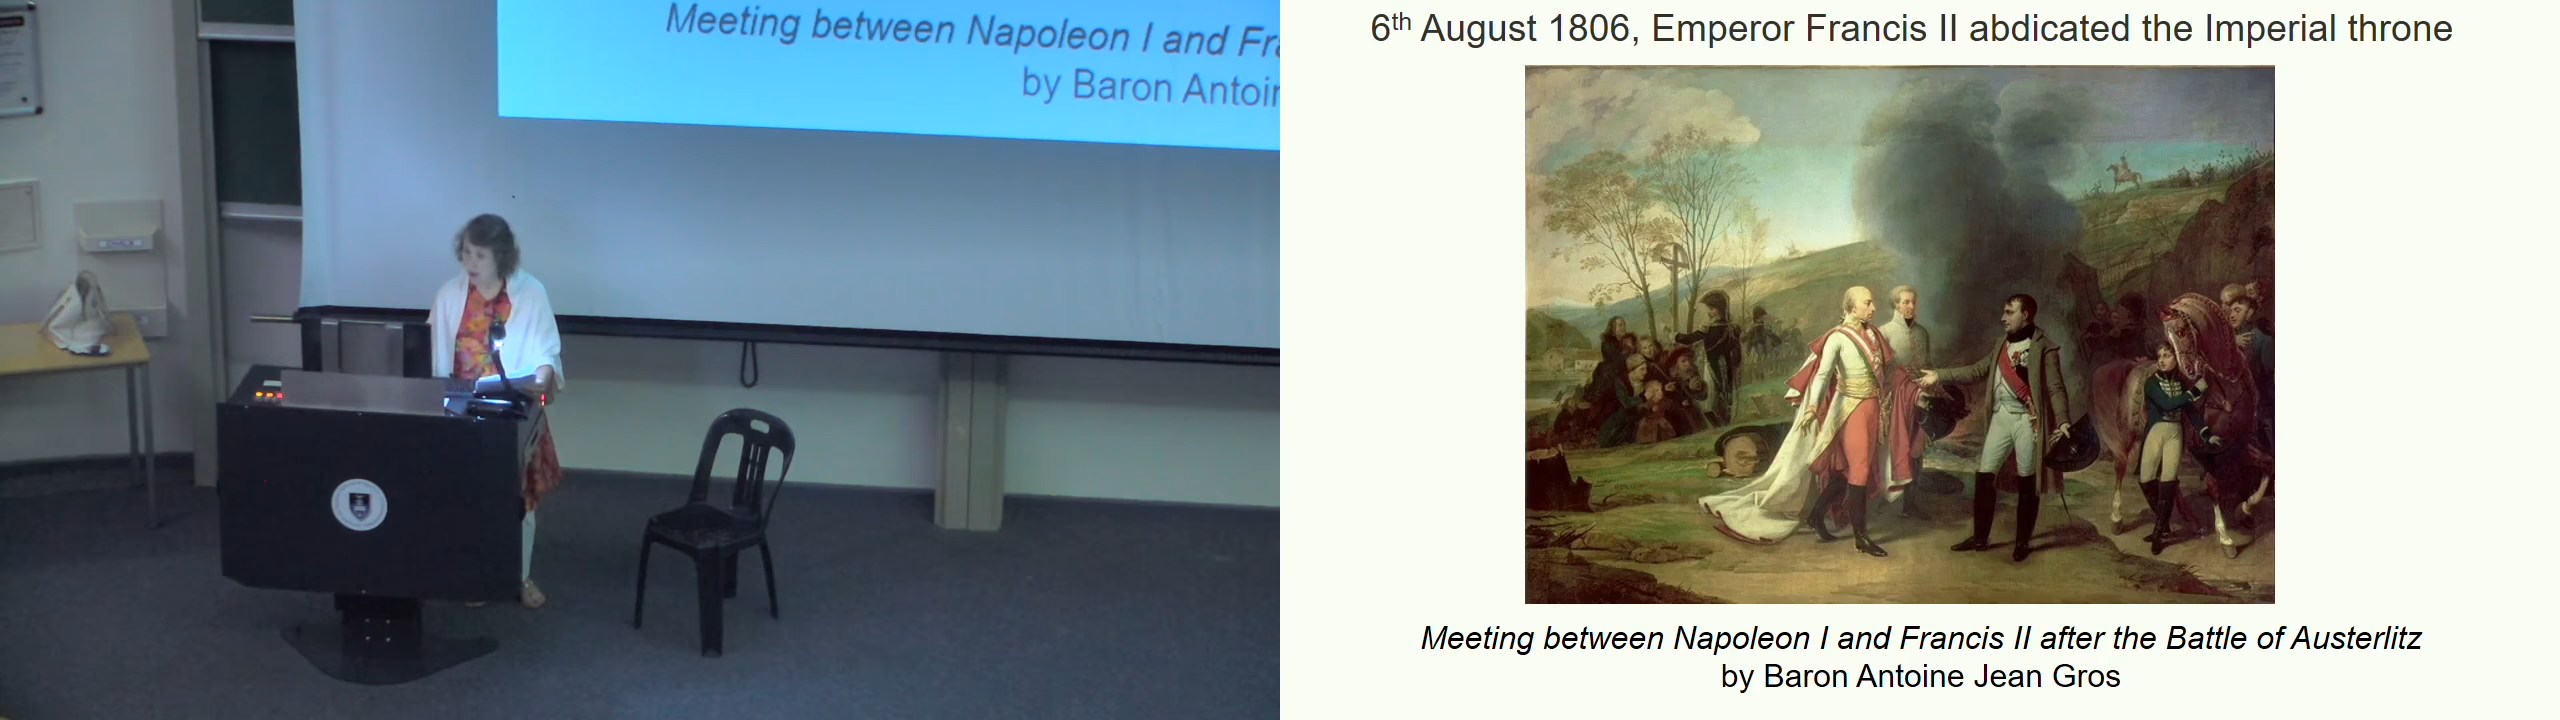 Meeting between Napoleon I and Fra
by Baron Antoin
6th August 1806, Emperor Francis II abdicated the Imperial throne
Meeting between Napoleon I and Francis II after the Battle of Austerlitz
by Baron Antoine Jean Gros